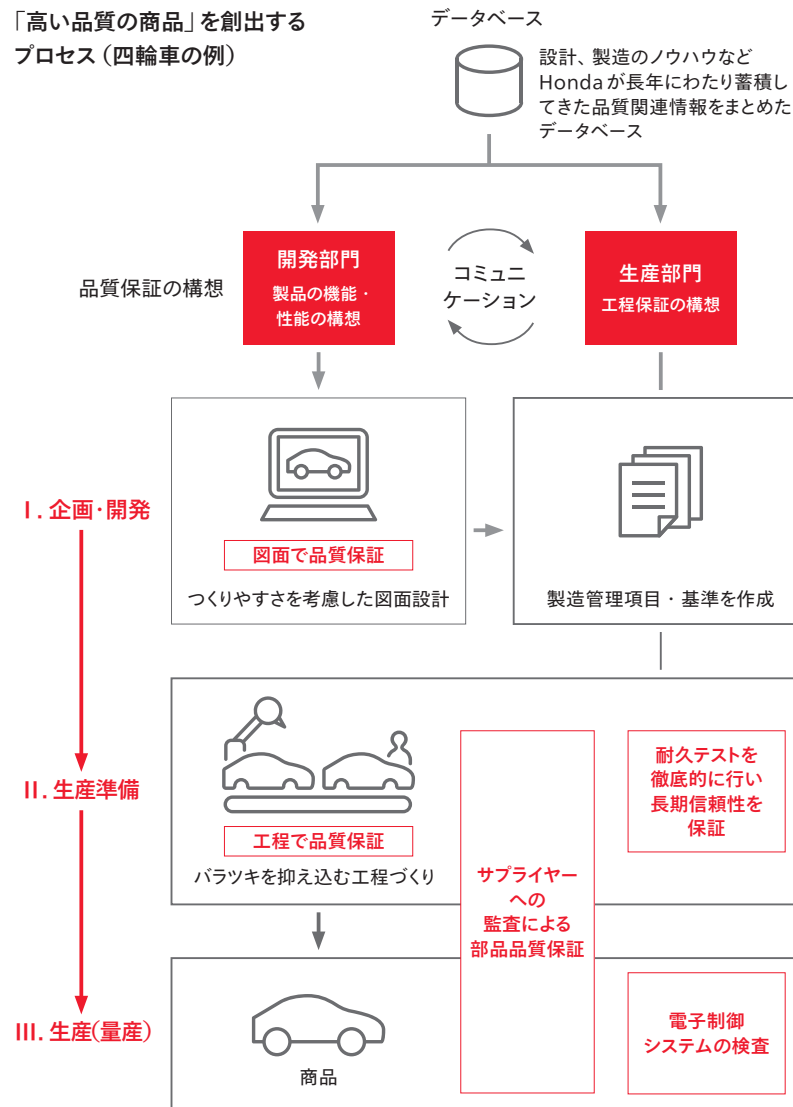 「高い品質の商品」を創出する
プロセス（四輪車の例）
データベース
設計、製造のノウハウなど
Hondaが長年にわたり蓄積し
てきた品質関連情報をまとめた
データベース
品質保証の構想
開発部門
製品の機能・
性能の構想
コミュニ
ケーション
生産部門
工程保証の構想
Ⅰ. 企画・開発
図面で品質保証
つくりやすさを考慮した図面設計
製造管理項目・基準を作成
Ⅱ. 生産準備
工程で品質保証
バラツキを抑え込む工程づくり
サプライヤー
への
監査による
部品品質保証
耐久テストを
徹底的に行い
長期信頼性を
保証
Ⅲ. 生産(量産)
商品
電子制御
システムの検査